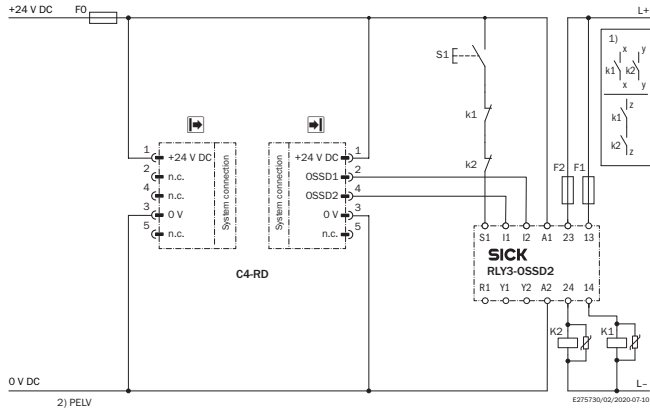 +24 V DC
F0
L+
S1
1)
x y
k1 k2
x y
z
k1
k2
z
k1
k2
1
+24 V DC
2
n.c.
4
n.c.
3
0 V
5
n.c.
System connection
System connection
+24 V DC
1
OSSD1
2
OSSD2
4
0 V
3
n.c.
5
C4-RD
F2 F1
S1 I1 I2 A1 23 13
SICK
RLY3-OSSD2
R1 Y1 Y2 A2 24 14
K2
K1
0 V DC
L–
2) PELV
E275730/02/2020-07-10